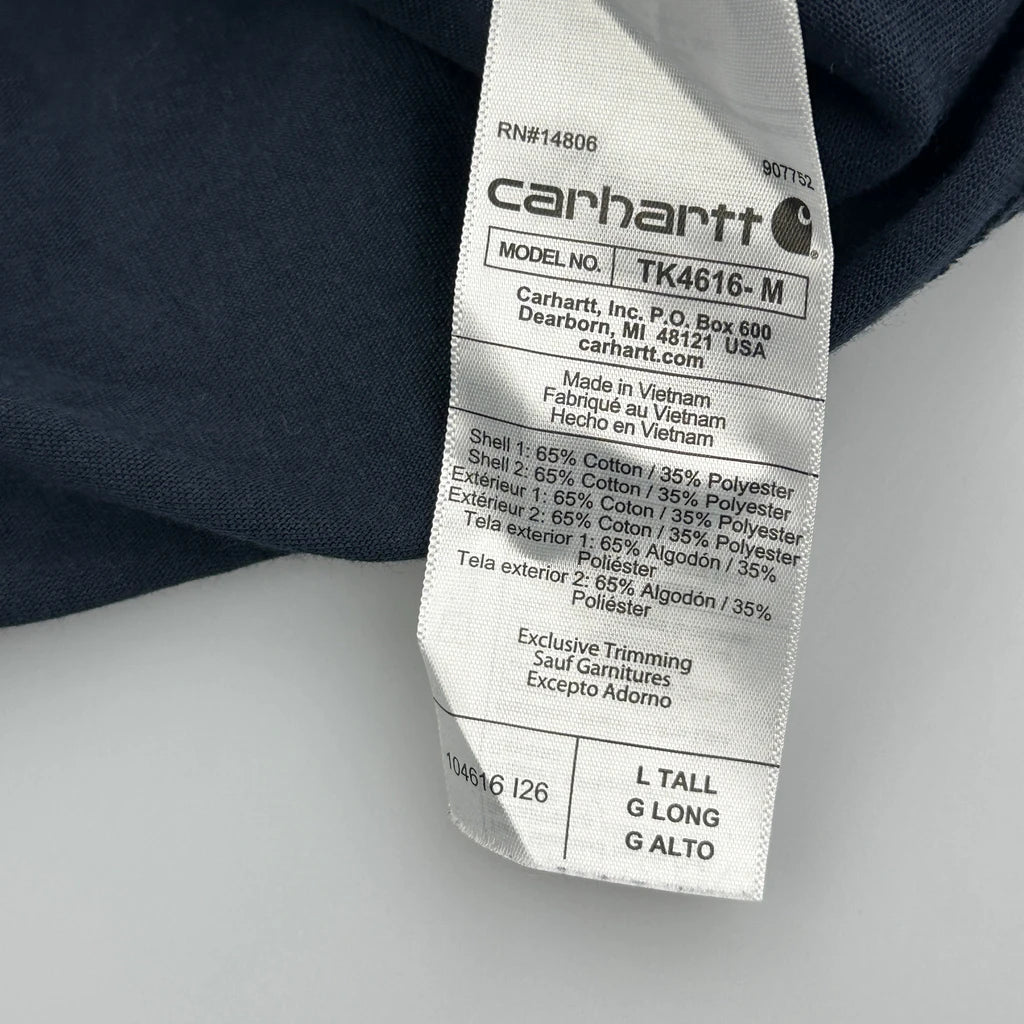 RN#14806
907752
carhartt
MODEL NO. TK4616- M
Carhartt, Inc. P.O. Box 600
Dearborn, MI 48121 USA
carhartt.com
Made in Vietnam
Fabriqué au Vietnam
Hecho en Vietnam
Shell 1: 65% Cotton / 35% Polyester
Shell 2: 65% Cotton / 35% Polyester
Extérieur 1: 65% Coton / 35% Polyester
Extérieur 2: 65% Coton / 35% Polyester
Tela exterior 1: 65% Algodón / 35%
Poliéster
Tela exterior 2: 65% Algodón / 35%
Poliéster
Exclusive Trimming
Sauf Garnitures
Excepto Adorno
104616 I26
L TALL
G LONG
G ALTO